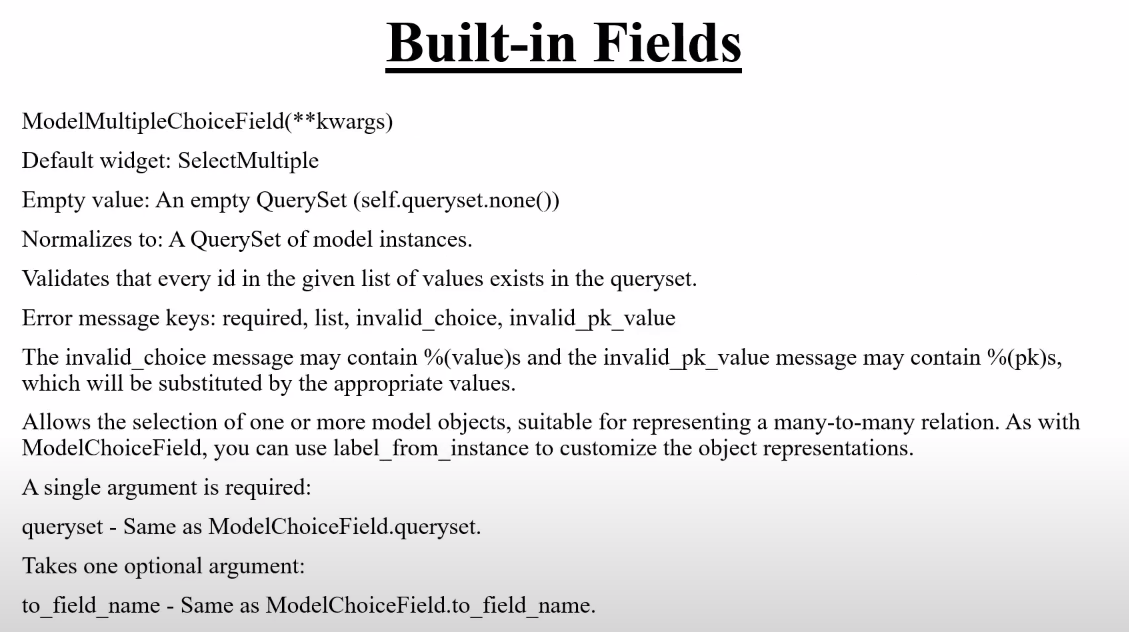 Built-in Fields
ModelMultipleChoiceField(**kwargs)
Default widget: SelectMultiple
Empty value: An empty QuerySet (self.queryset.none())
Normalizes to: A QuerySet of model instances.
Validates that every id in the given list of values exists in the queryset.
Error message keys: required, list, invalid_choice, invalid_pk_value
The invalid_choice message may contain %(value)s and the invalid_pk_value message may contain %(pk)s,
which will be substituted by the appropriate values.
Allows the selection of one or more model objects, suitable for representing a many-to-many relation. As with
ModelChoiceField, you can use label_from_instance to customize the object representations.
A single argument is required:
queryset - Same as ModelChoiceField.queryset.
Takes one optional argument:
to_field_name - Same as ModelChoiceField.to_field_name.